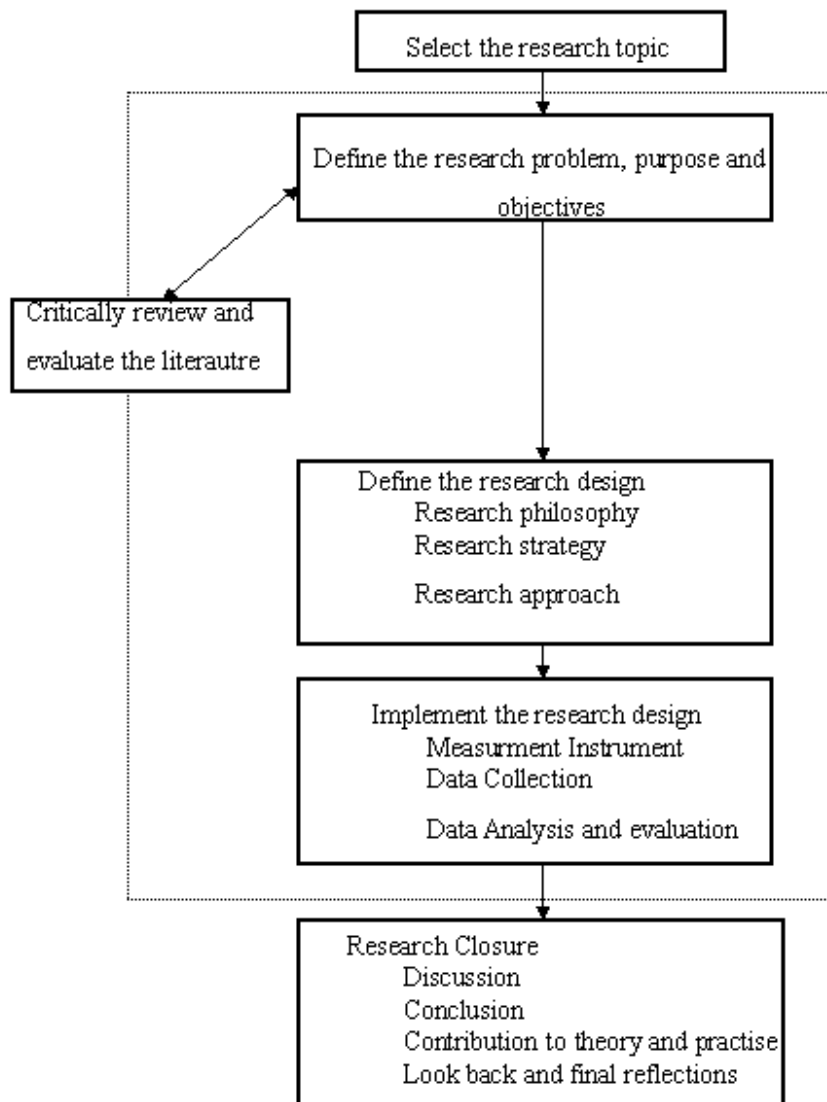 Select the research topic
Define the research problem, purpose and
objectives
Critically review and
evaluate the literautre
Define the research design
Research philosophy
Research strategy
Research approach
Implement the research design
Measurment Instrument
Data Collection
Data Analysis and evaluation
Research Closure
Discussion
Conclusion
Contribution to theory and practise
Look back and final reflections